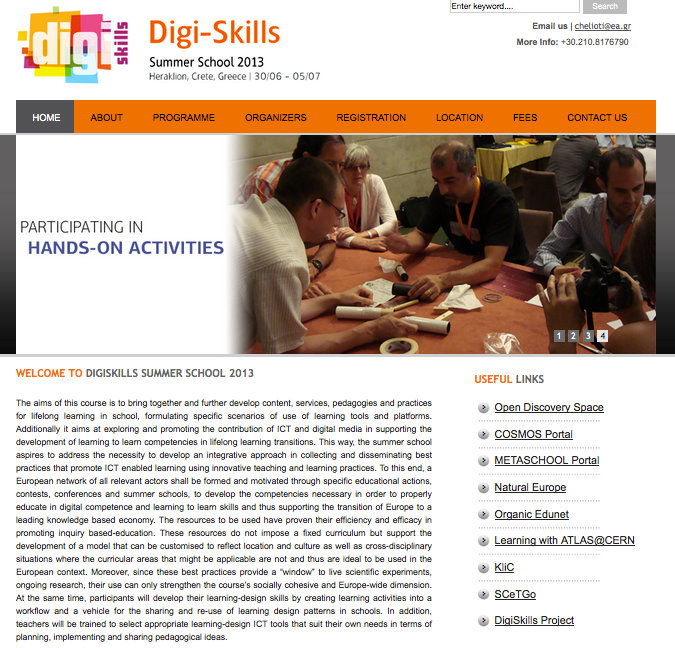 Enter keyword....
Search
digi
skills
Digi-Skills
Summer School 2013
Heraklion, Crete, Greece | 30/06 - 05/07
Email us | chelioti@ea.gr
More Info: +30.210.8176790
HOME ABOUT PROGRAMME ORGANIZERS REGISTRATION LOCATION FEES CONTACT US
PARTICIPATING IN
HANDS-ON ACTIVITIES
1 2 3 4
WELCOME TO DIGISKILLS SUMMER SCHOOL 2013
The aims of this course is to bring together and further develop content, services, pedagogies and practices
for lifelong learning in school, formulating specific scenarios of use of learning tools and platforms.
Additionally it aims at exploring and promoting the contribution of ICT and digital media in supporting the
development of learning to learn competencies in lifelong learning transitions. This way, the summer school
aspires to address the necessity to develop an integrative approach in collecting and disseminating best
practices that promote ICT enabled learning using innovative teaching and learning practices. To this end, a
European network of all relevant actors shall be formed and motivated through specific educational actions,
contests, conferences and summer schools, to develop the competencies necessary in order to properly
educate in digital competence and learning to learn skills and thus supporting the transition of Europe to a
leading knowledge based economy. The resources to be used have proven their efficiency and efficacy in
promoting inquiry based-education. These resources do not impose a fixed curriculum but support the
development of a model that can be customised to reflect location and culture as well as cross-disciplinary
situations where the curricular areas that might be applicable are not and thus are ideal to be used in the
European context. Moreover, since these best practices provide a "window" to live scientific experiments,
ongoing research, their use can only strengthen the course's socially cohesive and Europe-wide dimension.
At the same time, participants will develop their learning-design skills by creating learning activities into a
workflow and a vehicle for the sharing and re-use of learning design patterns in schools. In addition,
teachers will be trained to select appropriate learning-design ICT tools that suit their own needs in terms of
planning, implementing and sharing pedagogical ideas.
USEFUL LINKS
Open Discovery Space
COSMOS Portal
METASCHOOL Portal
Natural Europe
Organic Edunet
Learning with ATLAS@CERN
KliC
SCeTGo
DigiSkills Project